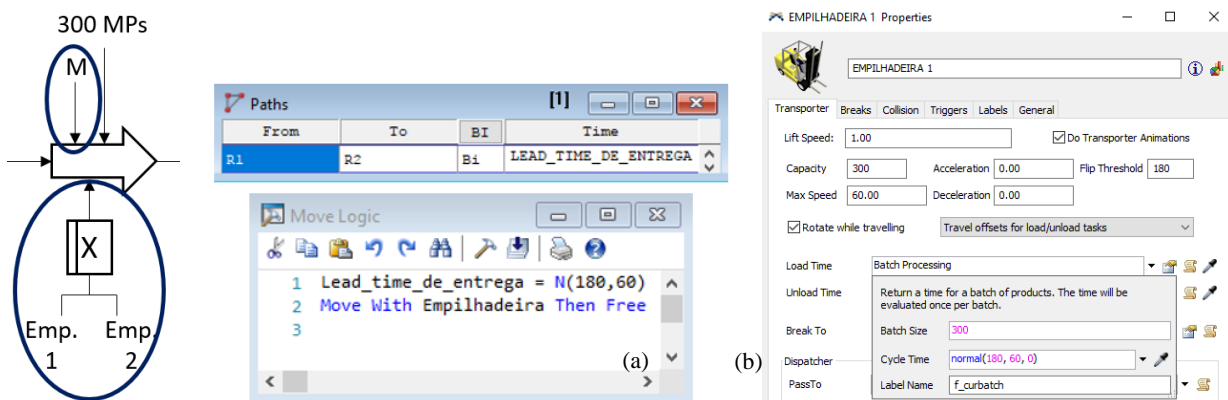 300 MPs
M
X
Emp. Emp.
1 2
Paths [1]
From To BI Time
R1 R2 Bi LEAD_TIME_DE_ENTREGA
Move Logic
1 Lead_time_de_entrega = N(180,60)
2 Move With Empilhadeira Then Free
3
(a)
(b)
EMPILHADEIRA 1 Properties
EMPILHADEIRA 1
Transporter Breaks Collision Triggers Labels General
Lift Speed: 1.00 Do Transporter Animations
Capacity 300 Acceleration 0.00 Flip Threshold 180
Max Speed 60.00 Deceleration 0.00
Rotate while travelling Travel offsets for load/unload tasks
Load Time Batch Processing
Unload Time
Return a time for a batch of products. The time will be
evaluated once per batch.
Break To
Batch Size 300
Dispatcher
Cycle Time normal(180, 60, 0)
PassTo
Label Name f_curbatch